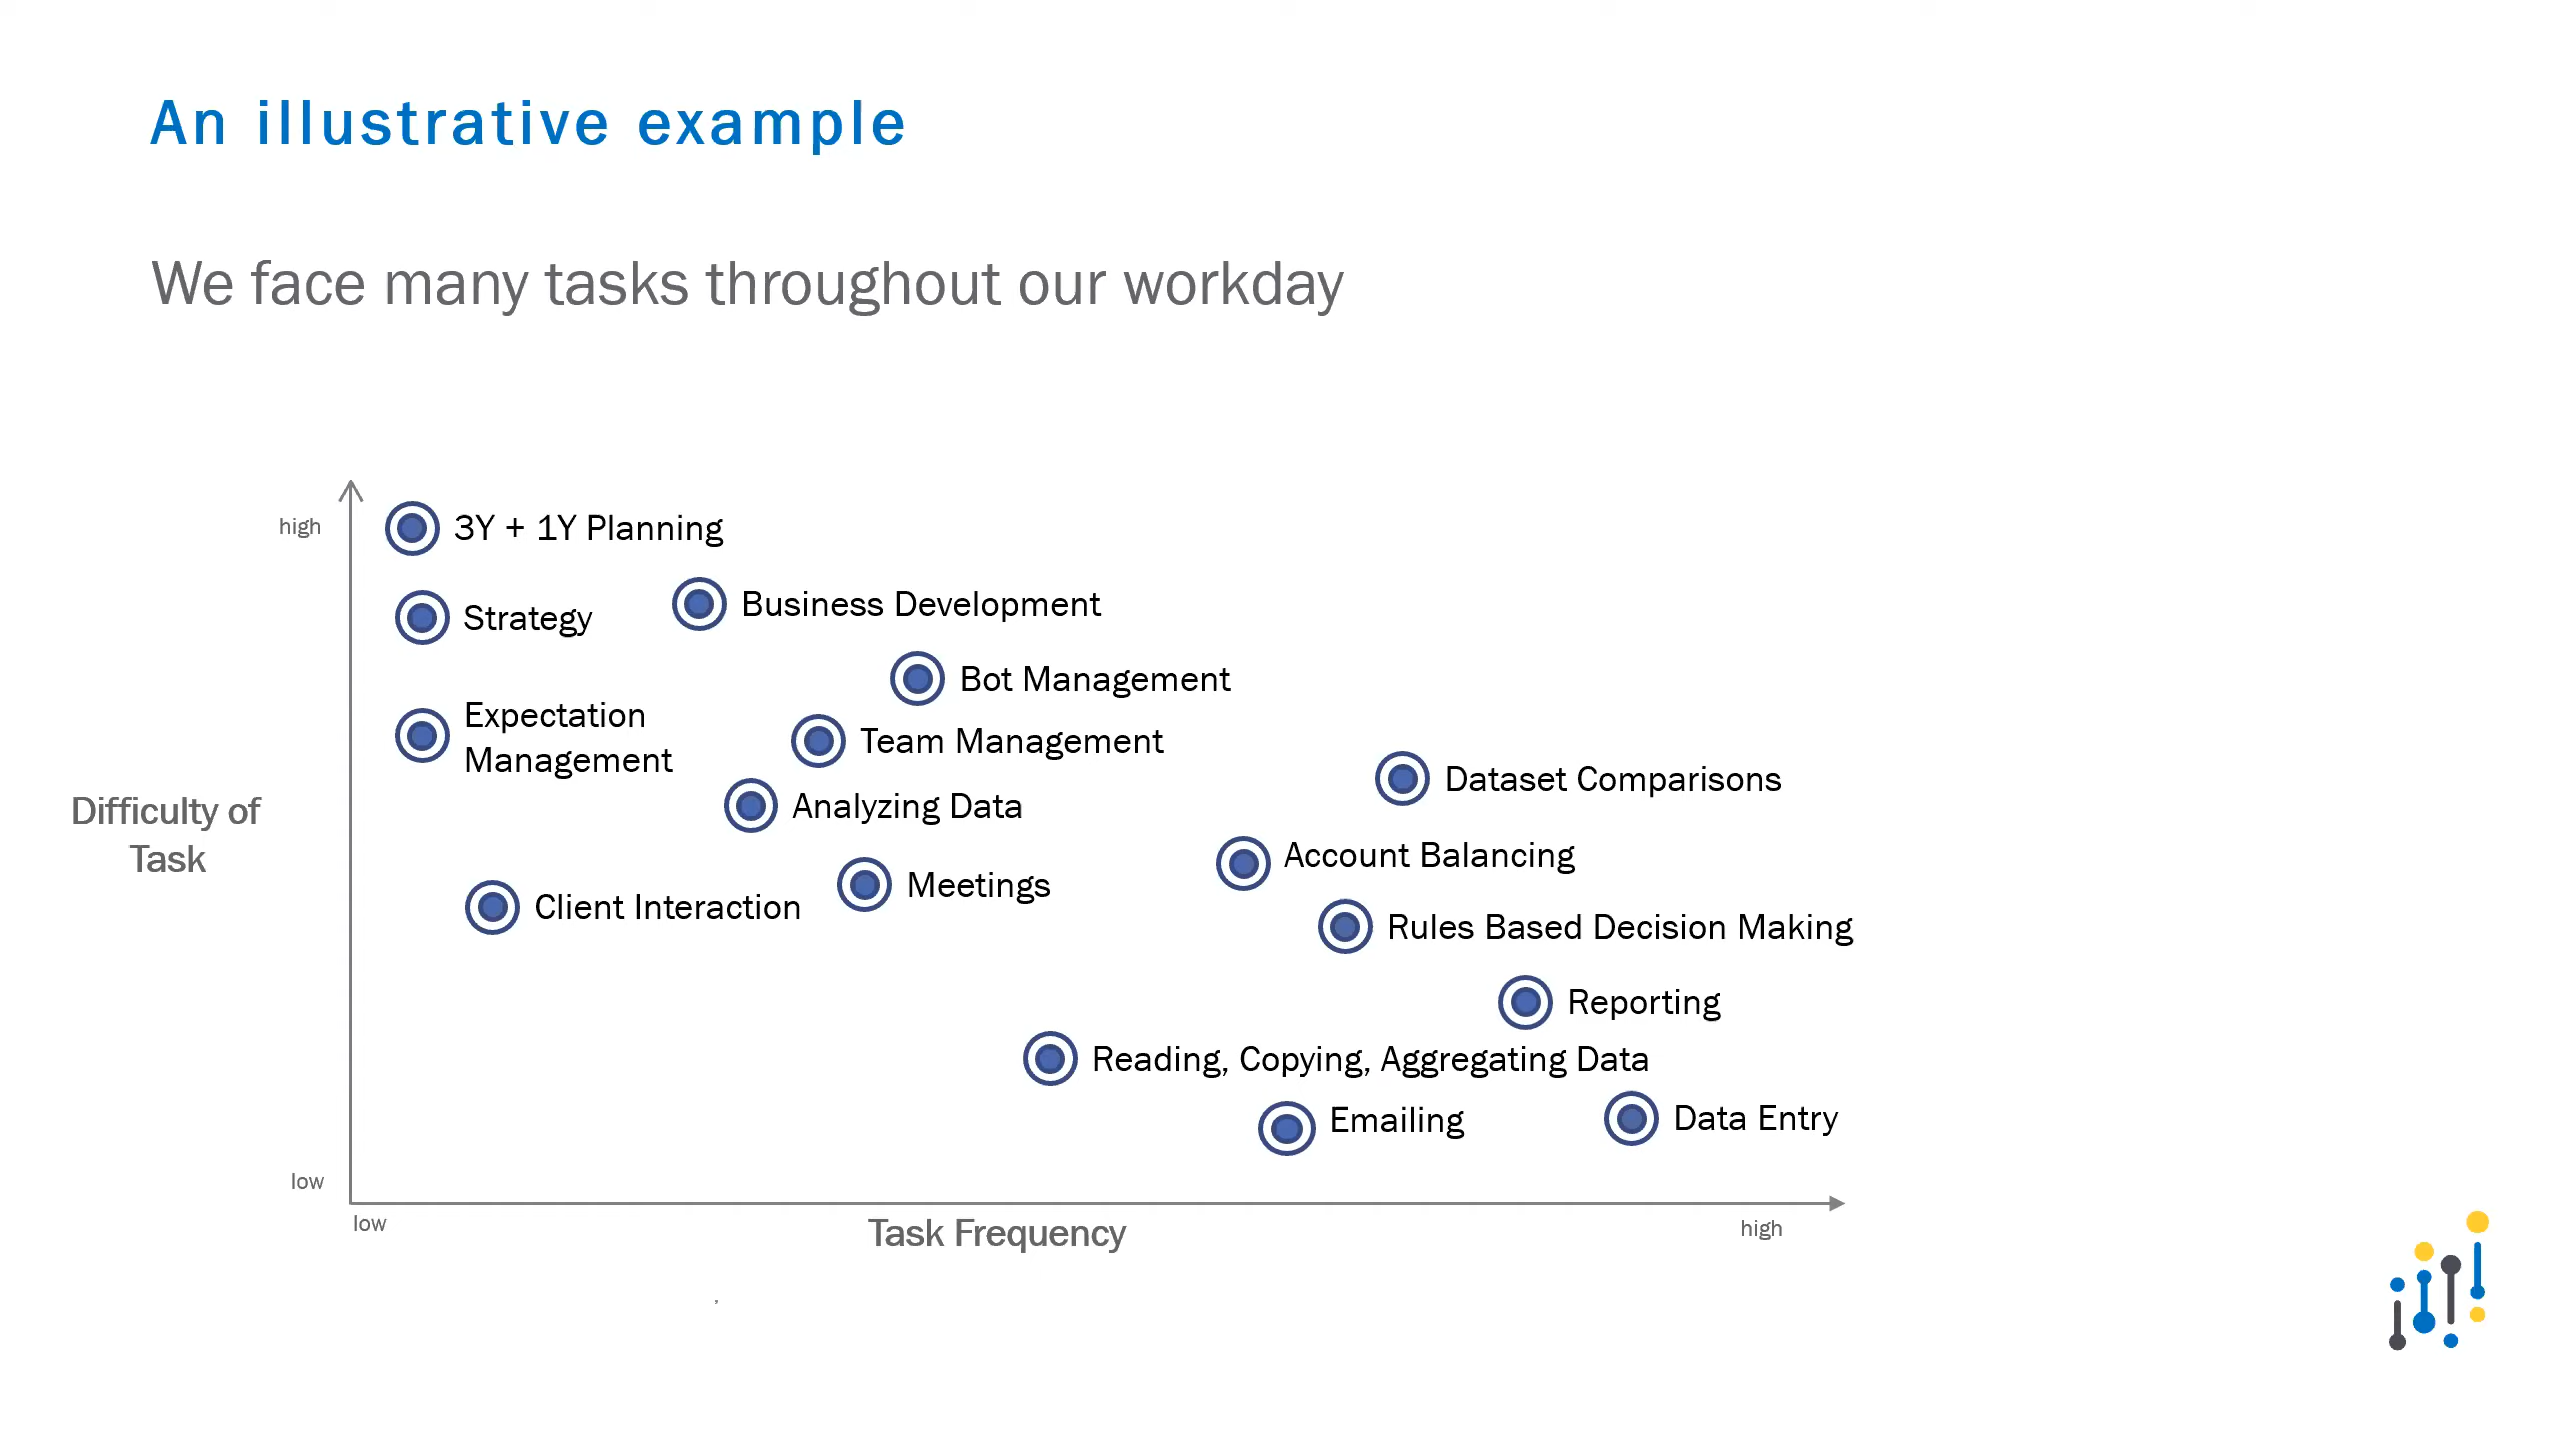 An illustrative example
We face many tasks throughout our workday
high
3Y + 1Y Planning
Strategy
Business Development
Bot Management
Expectation
Management
Team Management
Dataset Comparisons
Difficulty of
Task
Analyzing Data
Account Balancing
Meetings
Client Interaction
Rules Based Decision Making
Reporting
Reading, Copying, Aggregating Data
Emailing
Data Entry
low
low
Task Frequency
high
,